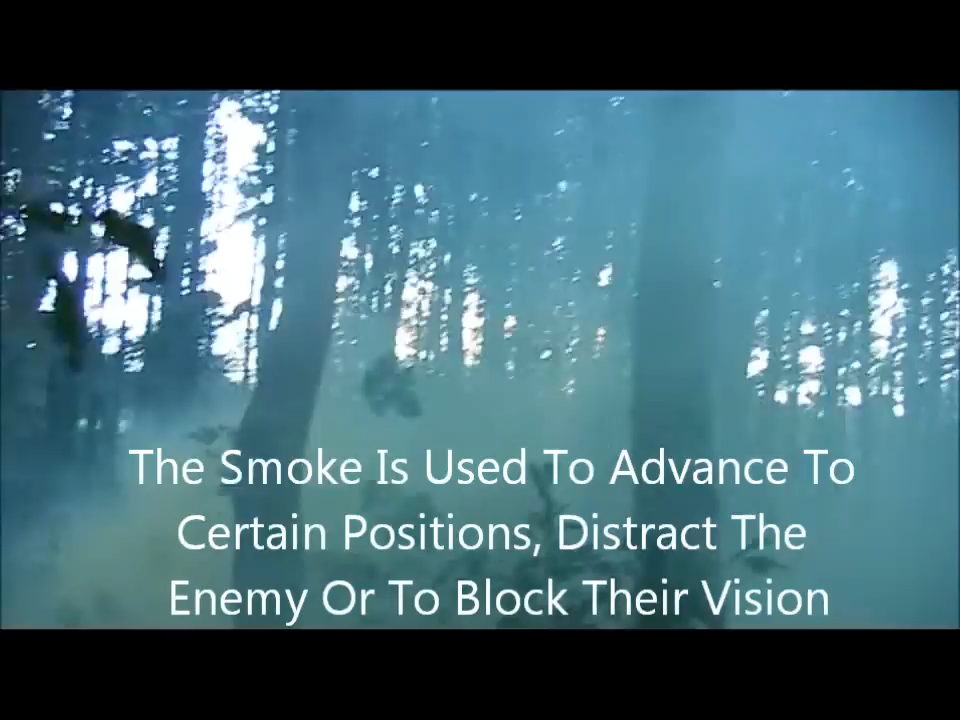 The Smoke Is Used To Advance To
Certain Positions, Distract The
Enemy Or To Block Their Vision